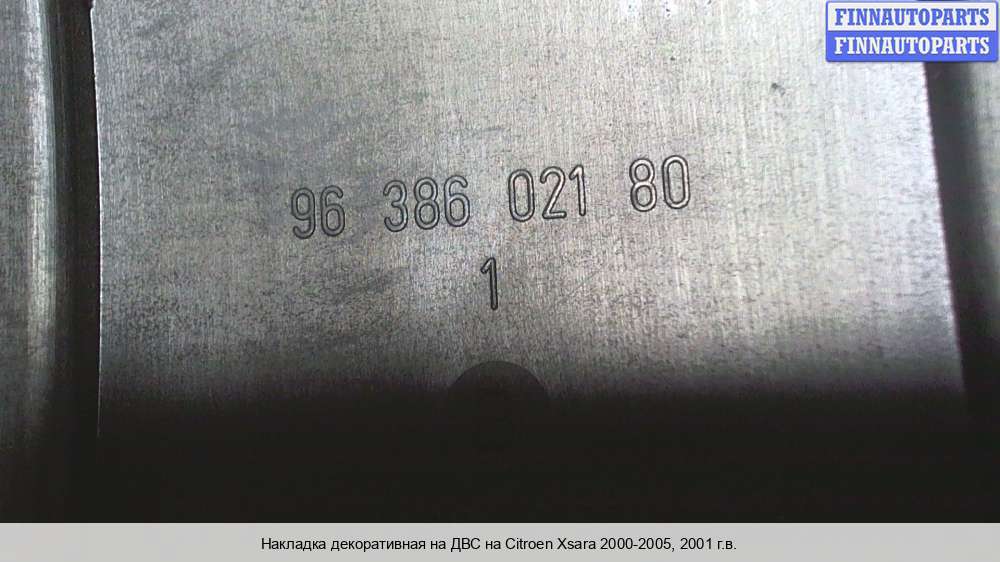 FINNAUTOPARTS
FINNAUTOPARTS
96 386 021 80
1
Накладка декоративная на ДВС на Citroen Xsara 2000-2005, 2001 г.в.